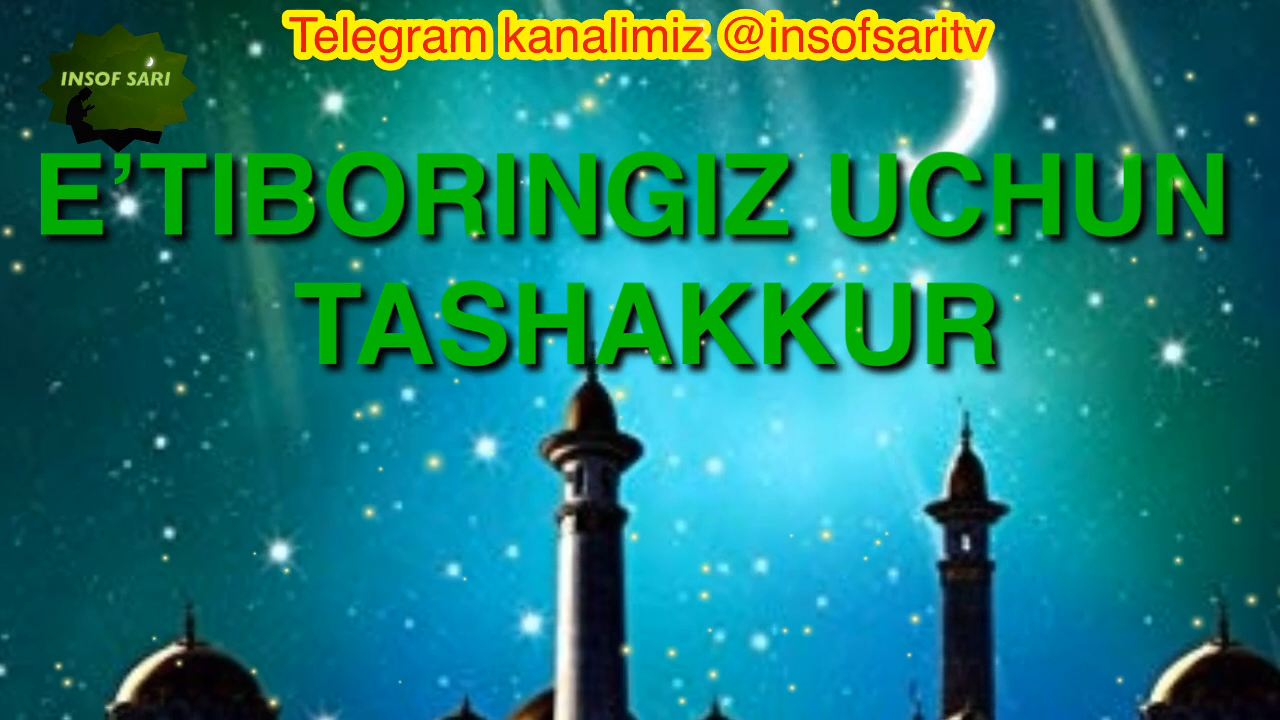 Telegram kanalimiz @insofsaritv
INSOF SARI
E’TIBORINGIZ UCHUN
TASHAKKUR